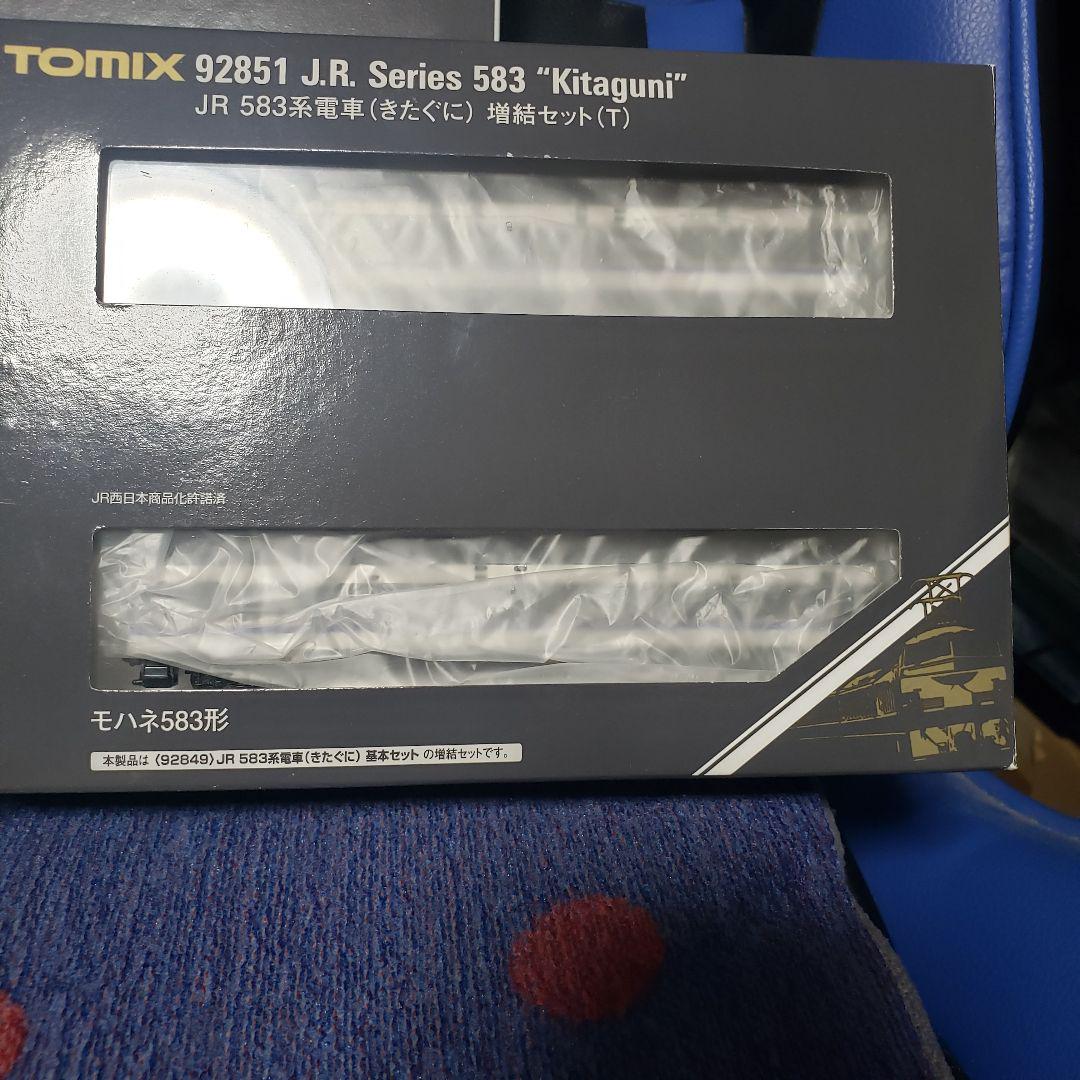 TOMIX 92851 J.R. Series 583 “Kitaguni”
JR 583系電車(きたぐに) 増結セット(T)
JR西日本商品化許諾済
モハネ583形
本製品は〈92849〉JR 583系電車(きたぐに) 基本セット の増結セットです。